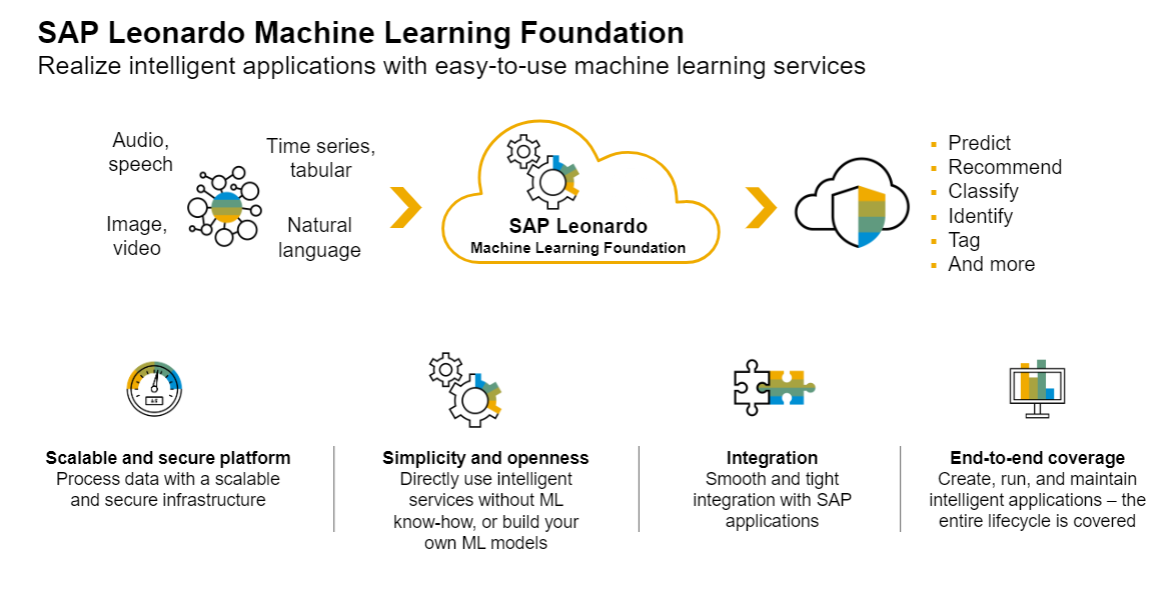 SAP Leonardo Machine Learning Foundation
Realize intelligent applications with easy-to-use machine learning services
Audio,
speech
Time series,
tabular
Image,
video
Natural
language
SAP Leonardo
Machine Learning Foundation
Predict
Recommend
Classify
Identify
Tag
And more
Scalable and secure platform
Process data with a scalable
and secure infrastructure
Simplicity and openness
Directly use intelligent
services without ML
know-how, or build your
own ML models
Integration
Smooth and tight
integration with SAP
applications
End-to-end coverage
Create, run, and maintain
intelligent applications – the
entire lifecycle is covered